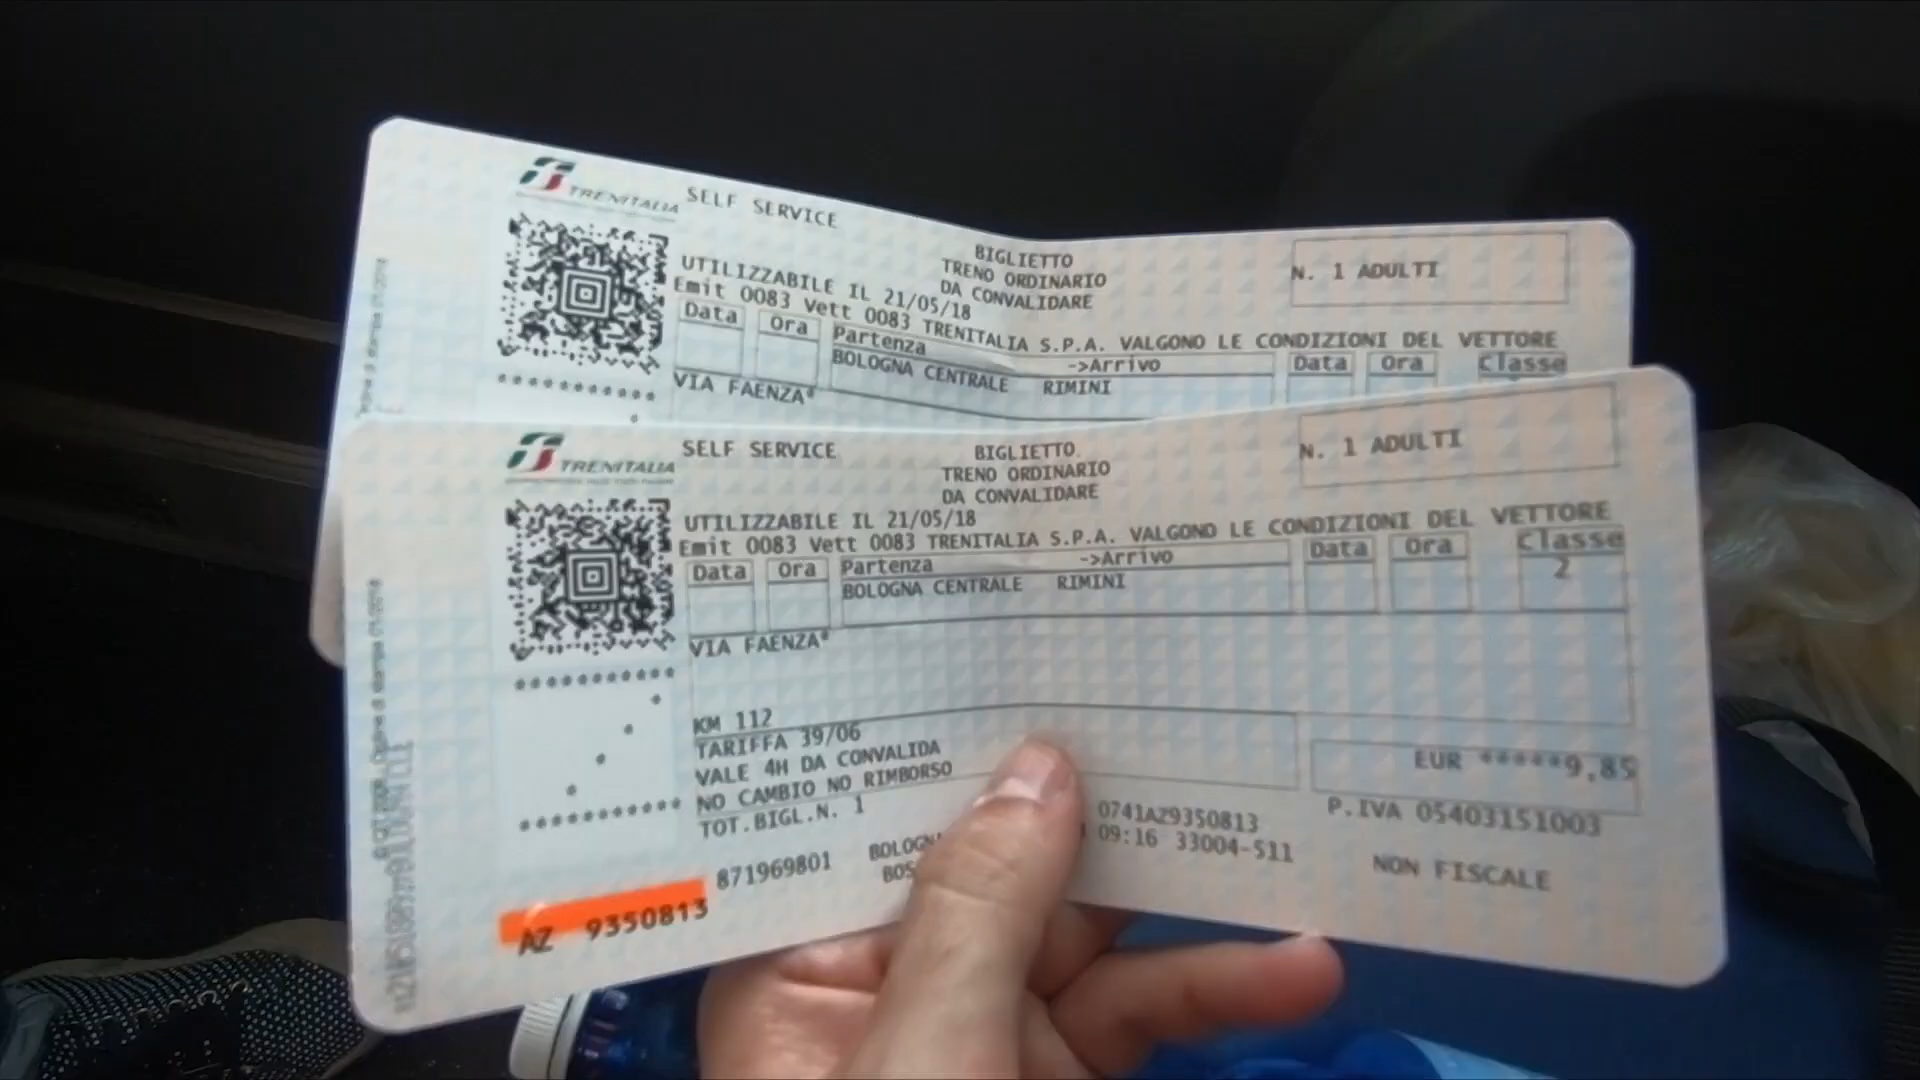 TRENITALIA
SELF SERVICE
BIGLIETTO
TRENO ORDINARIO
DA CONVALIDARE
N. 1 ADULTI
UTILIZZABILE IL 21/05/18
Emit 0083 Vett 0083 TRENITALIA S.P.A. VALGONO LE CONDIZIONI DEL VETTORE
Data Ora Partenza ->Arrivo Data Ora Classe
BOLOGNA CENTRALE RIMINI
VIA FAENZA*
***********
TRENITALIA
SELF SERVICE
BIGLIETTO
TRENO ORDINARIO
DA CONVALIDARE
N. 1 ADULTI
UTILIZZABILE IL 21/05/18
Emit 0083 Vett 0083 TRENITALIA S.P.A. VALGONO LE CONDIZIONI DEL VETTORE
Data Ora Partenza ->Arrivo Data Ora Classe
BOLOGNA CENTRALE RIMINI 2
VIA FAENZA*
KM 112
TARIFFA 39/06
VALE 4H DA CONVALIDA
NO CAMBIO NO RIMBORSO
TOT.BIGL.N. 1
EUR *****9,85
P.IVA 05403151003
0741AZ9350813
09:16 33004-511
871969801
NON FISCALE
AZ 9350813